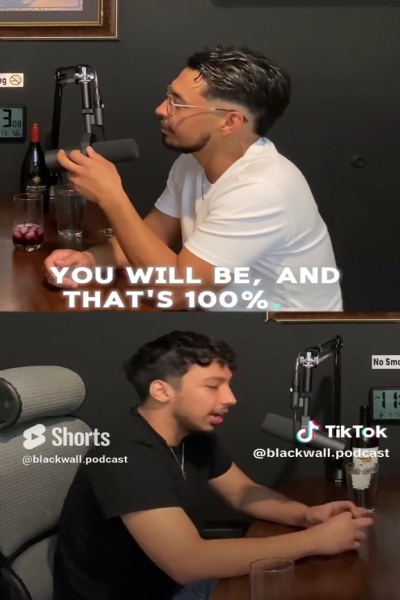 YOU WILL BE, AND
THAT'S 100%
No Smo
Shorts
@blackwall.podcast
TikTok
@blackwall.podcast